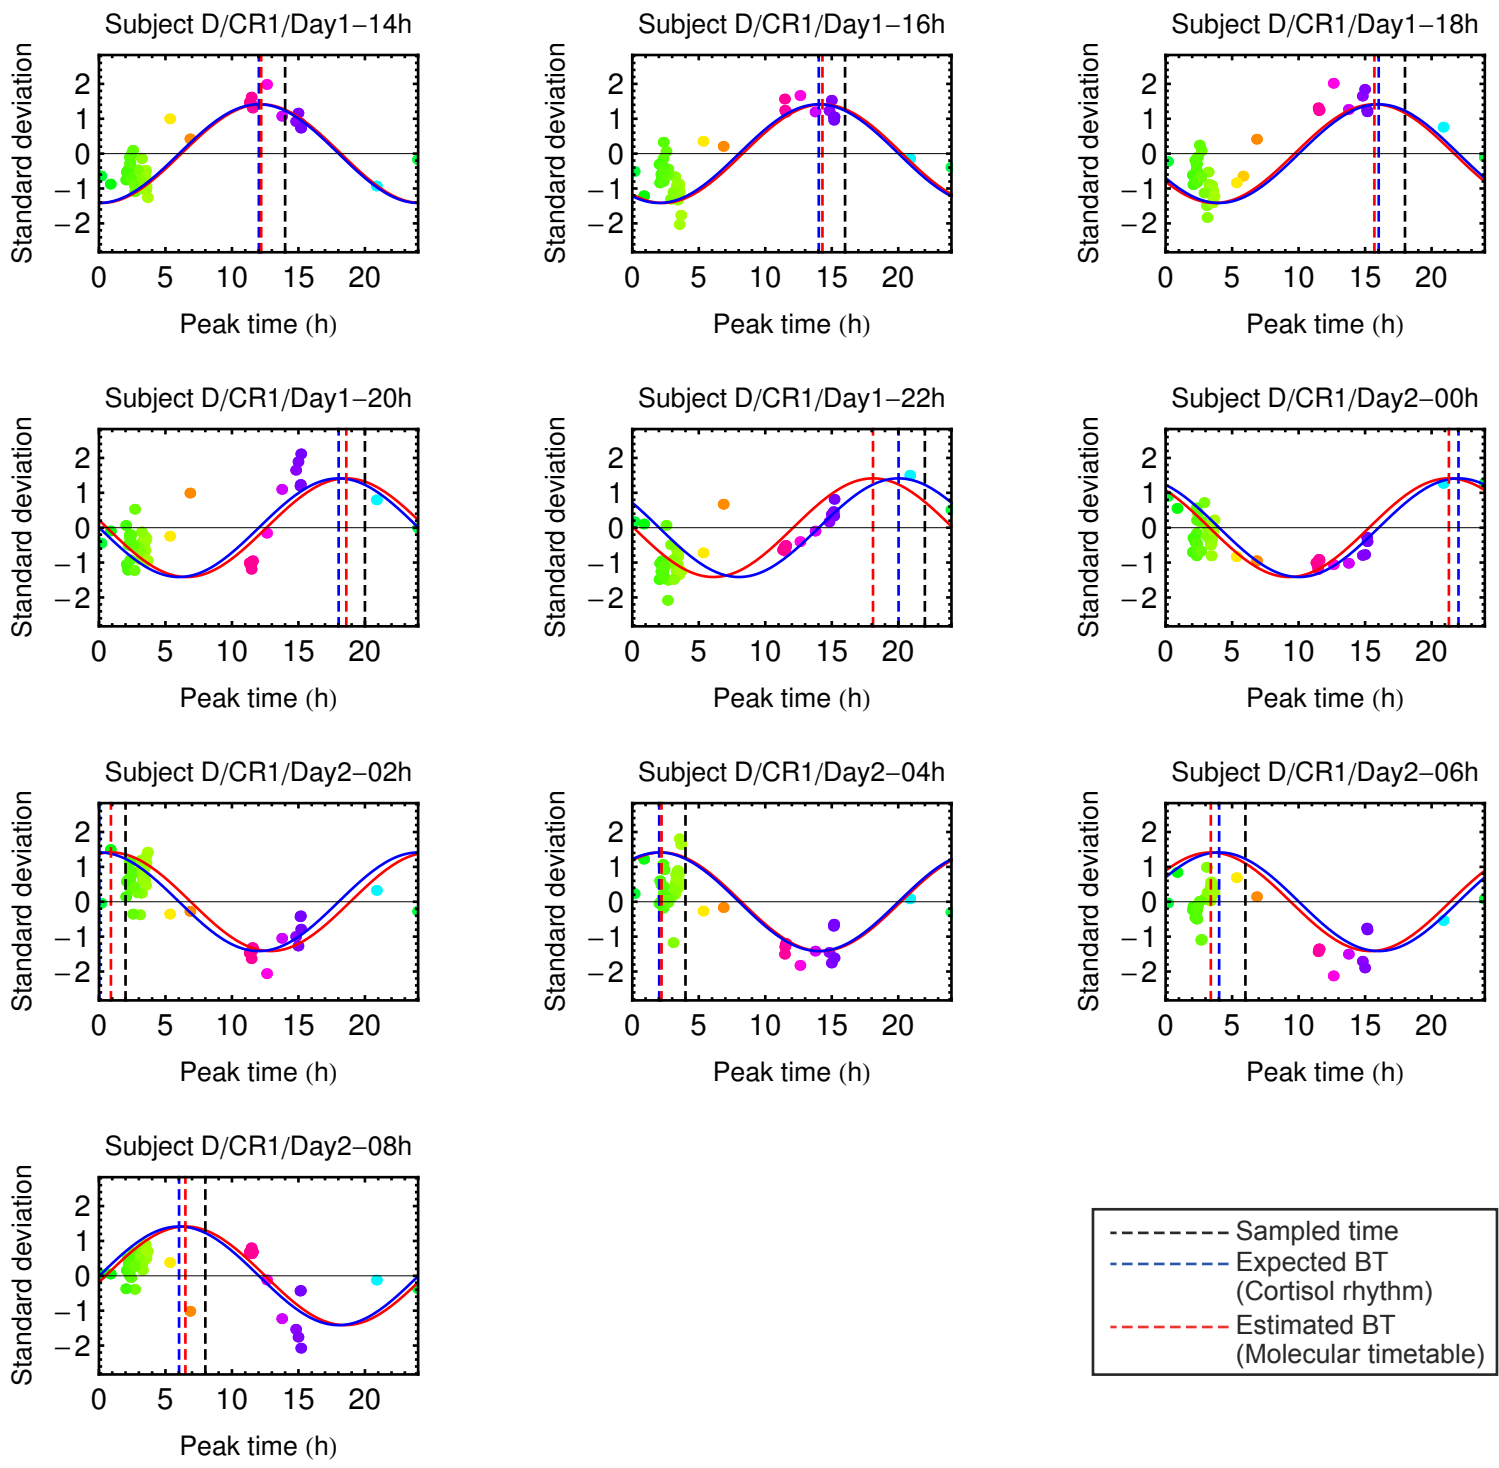 Subject D/CR1/Day1−14h
Standard deviation
2
1
0
−1
−2
0 5 10 15 20
Peak time (h)
Subject D/CR1/Day1−16h
Standard deviation
2
1
0
−1
−2
0 5 10 15 20
Peak time (h)
Subject D/CR1/Day1−18h
Standard deviation
2
1
0
−1
−2
0 5 10 15 20
Peak time (h)
Subject D/CR1/Day1−20h
Standard deviation
2
1
0
−1
−2
0 5 10 15 20
Peak time (h)
Subject D/CR1/Day1−22h
Standard deviation
2
1
0
−1
−2
0 5 10 15 20
Peak time (h)
Subject D/CR1/Day2−00h
Standard deviation
2
1
0
−1
−2
0 5 10 15 20
Peak time (h)
Subject D/CR1/Day2−02h
Standard deviation
2
1
0
−1
−2
0 5 10 15 20
Peak time (h)
Subject D/CR1/Day2−04h
Standard deviation
2
1
0
−1
−2
0 5 10 15 20
Peak time (h)
Subject D/CR1/Day2−06h
Standard deviation
2
1
0
−1
−2
0 5 10 15 20
Peak time (h)
Subject D/CR1/Day2−08h
Standard deviation
2
1
0
−1
−2
0 5 10 15 20
Peak time (h)
Sampled time
Expected BT
(Cortisol rhythm)
Estimated BT
(Molecular timetable)